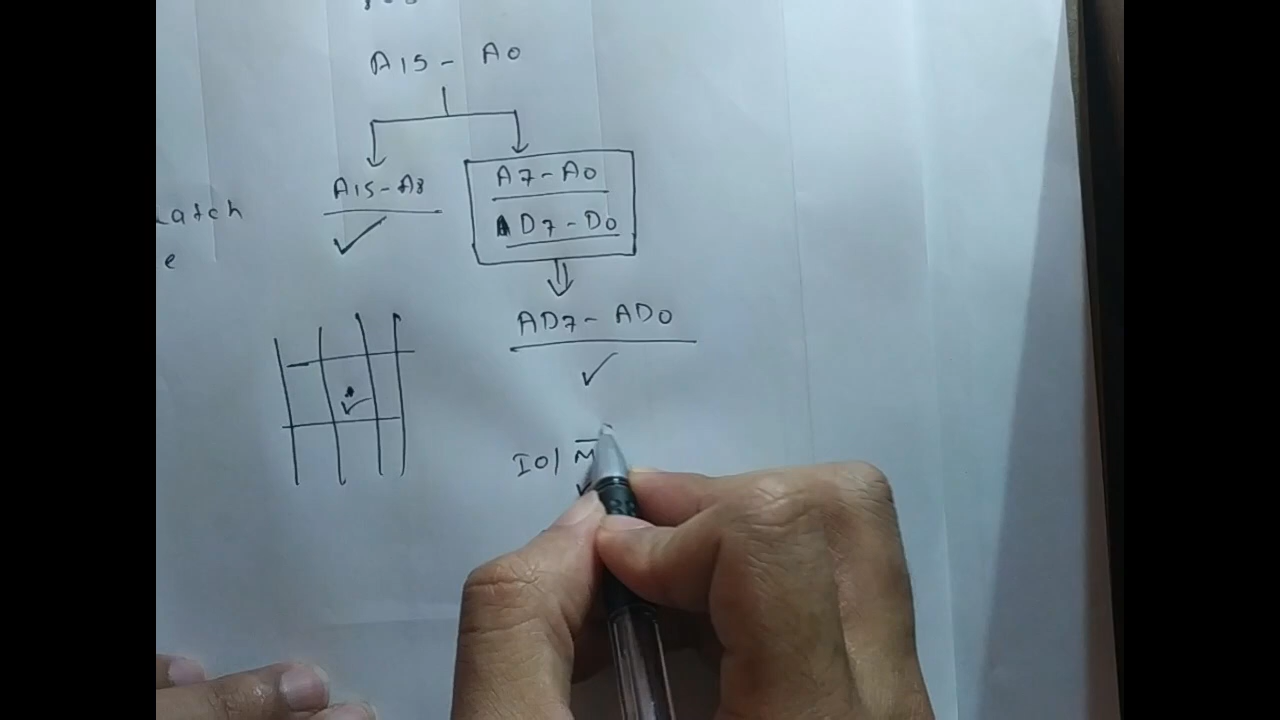 A15 - A0
A15-A8
A7-A0
D7-D0
AD7- AD0
latch
e
IO/ M̅